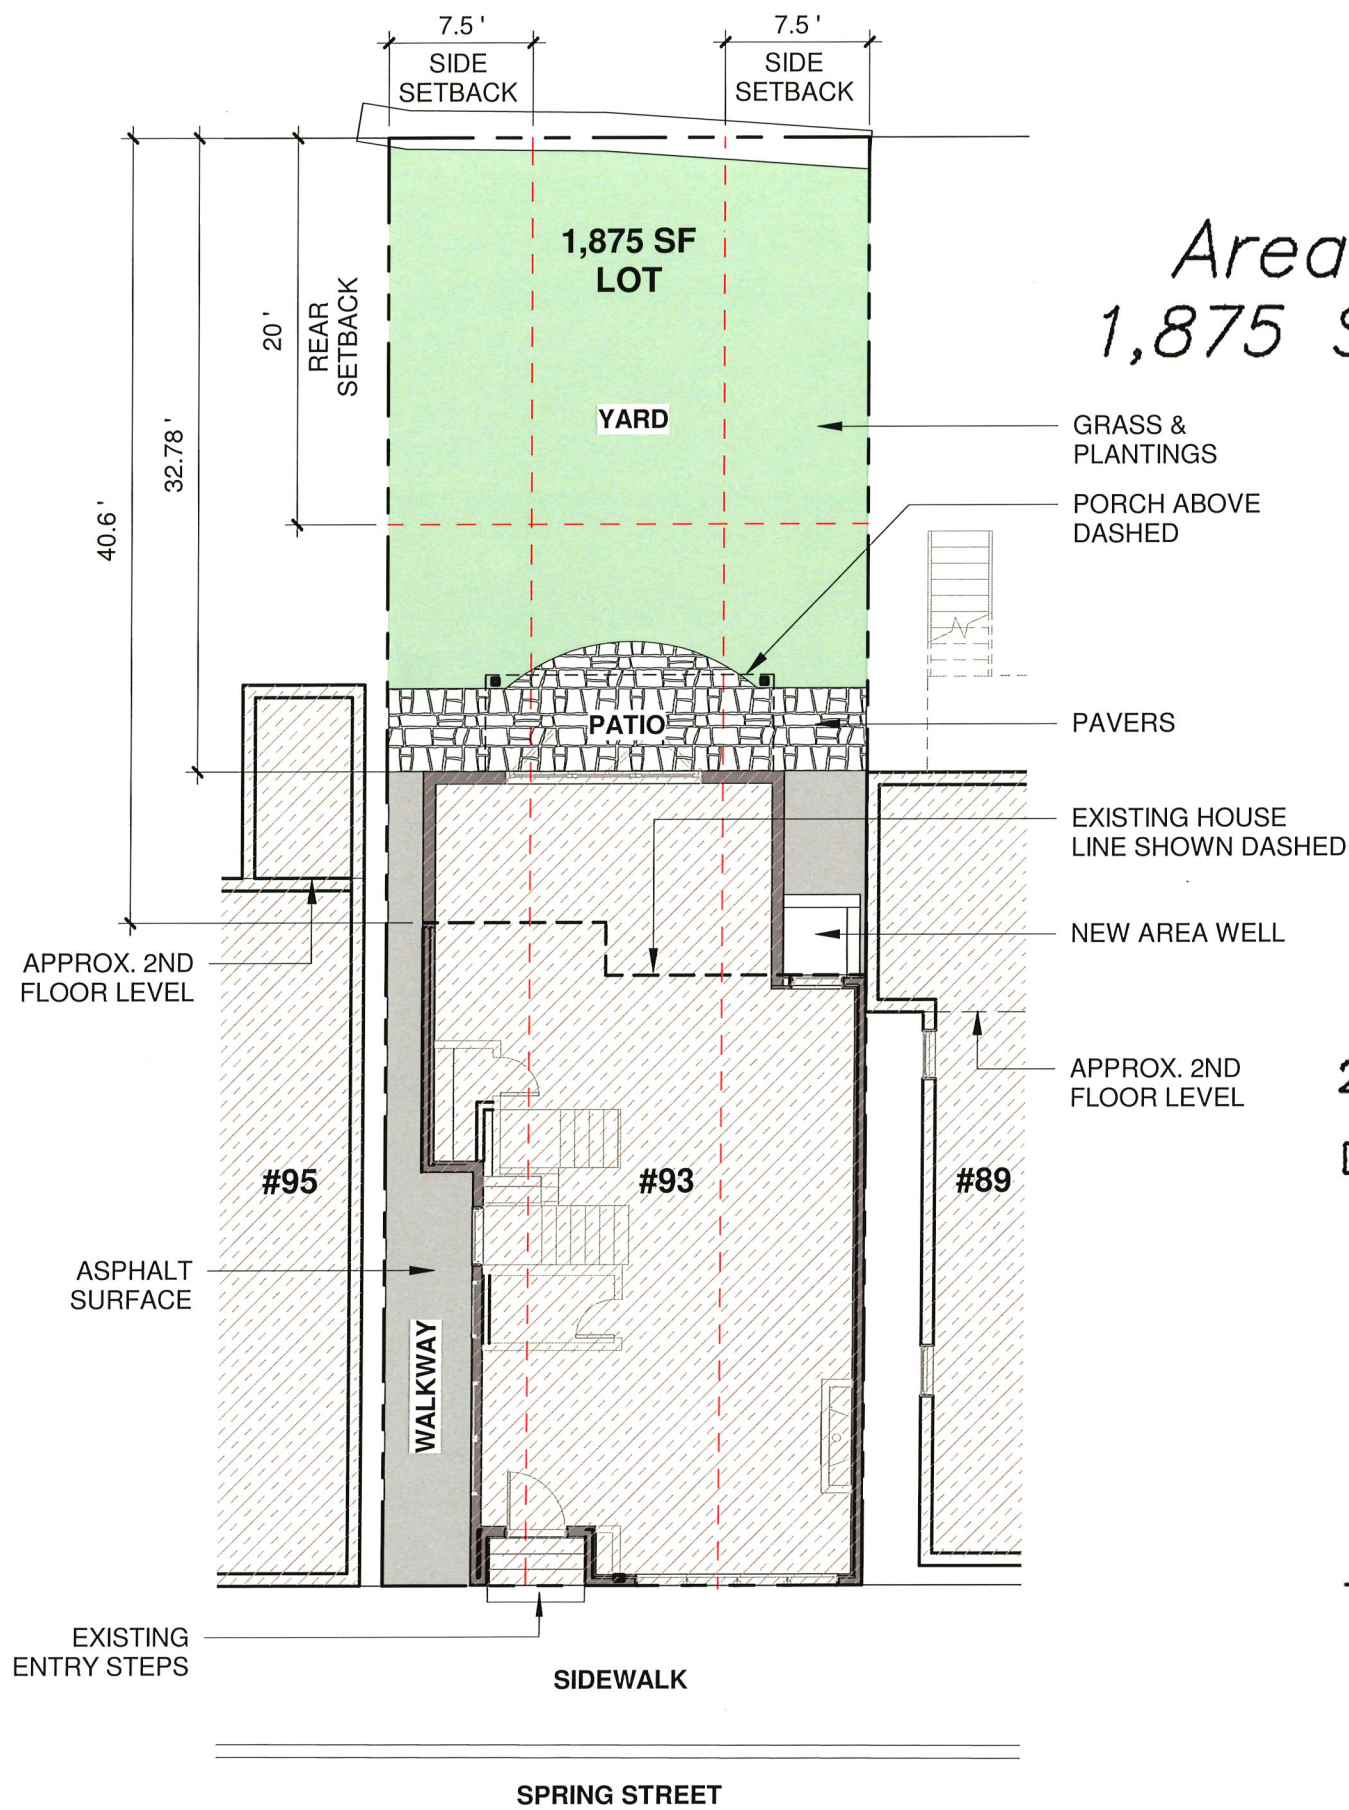 7.5 '
7.5 '
SIDE
SETBACK
SIDE
SETBACK
1,875 SF
LOT
Area
1,875
20 '
REAR
SETBACK
YARD
32.78 '
40.6 '
GRASS &
PLANTINGS
PORCH ABOVE
DASHED
PATIO
PAVERS
EXISTING HOUSE
LINE SHOWN DASHED
NEW AREA WELL
APPROX. 2ND
FLOOR LEVEL
APPROX. 2ND
FLOOR LEVEL
#95
#93
#89
ASPHALT
SURFACE
WALKWAY
EXISTING
ENTRY STEPS
SIDEWALK
SPRING STREET